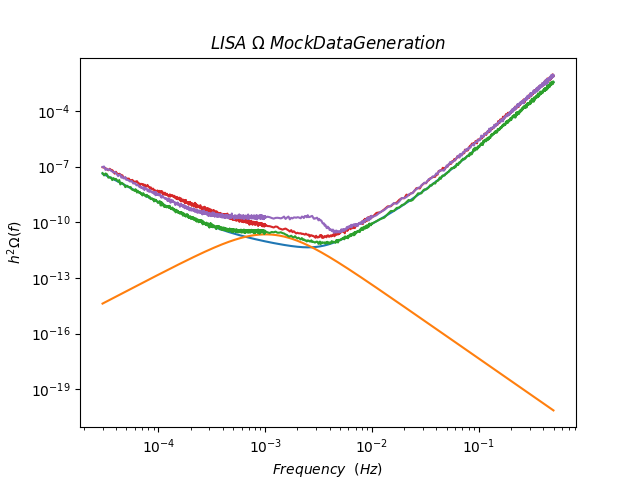 LISA Ω MockDataGeneration
h²Ω(f)
10⁻⁴
10⁻⁷
10⁻¹⁰
10⁻¹³
10⁻¹⁶
10⁻¹⁹
10⁻⁴ 10⁻³ 10⁻² 10⁻¹
Frequency (Hz)